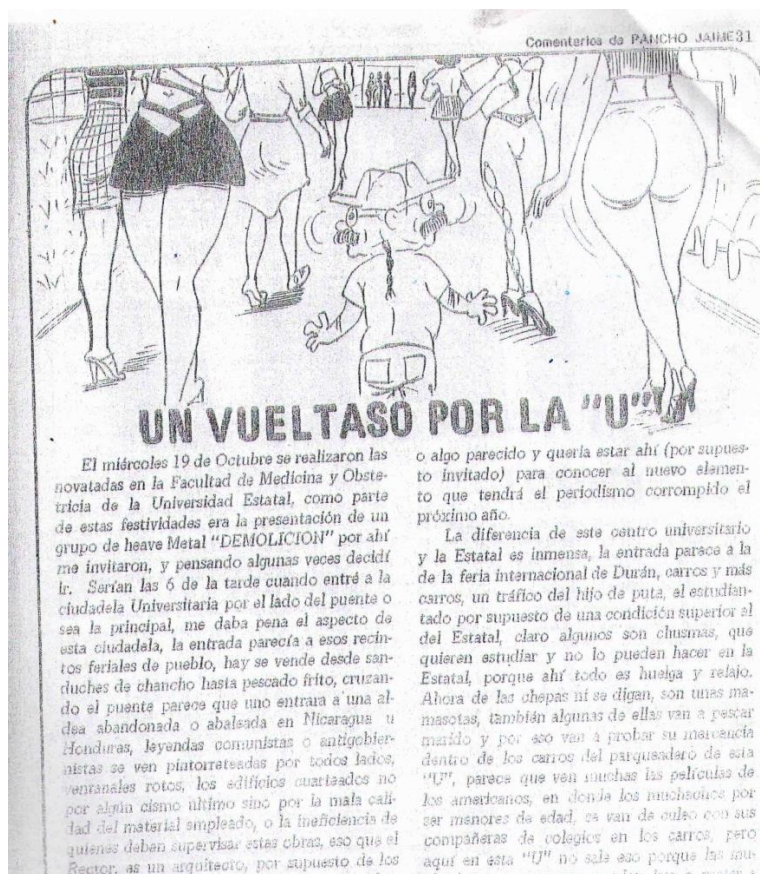 Comentarios de PANCHO JAIME 31
UN VUELTASO POR LA "U"
El miércoles 19 de Octubre se realizaron las
novatadas en la Facultad de Medicina y Obste-
tricia de la Universidad Estatal, como parte
de estas festividades era la presentación de un
grupo de heave Metal "DEMOLICION" por ahí
me invitaron, y pensando algunas veces decidí
ir. Serían las 6 de la tarde cuando entré a la
ciudadela Universitaria por el lado del puente o
sea la principal, me daba pena el aspecto de
esta ciudadela, la entrada parecía a esos recin-
tos feriales de pueblo, hay se vende desde san-
duches de chancho hasta pescado frito, cruzan-
do el puente parece que uno entrara a una al-
dea abandonada o abaleada en Nicaragua u
Honduras, leyendas comunistas o antigobier-
nistas se ven pintorreteadas por todos lados,
ventanales rotos, los edificios cuarteados no
por algún cismo último sino por la mala cali-
dad del material empleado, o la ineficiencia de
quienes deben supervisar estas obras, eso que el
Rector, es un arquitecto, por supuesto de los
o algo parecido y quería estar ahí (por supues-
to invitado) para conocer al nuevo elemen-
to que tendrá el periodismo corrompido el
próximo año.
La diferencia de este centro universitario
y la Estatal es inmensa, la entrada parece a la
de la feria internacional de Durán, carros y más
carros, un tráfico del hijo de puta, el estudian-
tado por supuesto de una condición superior al
del Estatal, claro algunos son chusmas, que
quieren estudiar y no lo pueden hacer en la
Estatal, porque ahí todo es huelga y relajo.
Ahora de las chepas ni se digan, son unas ma-
masotas, también algunas de ellas van a pescar
marido y por eso van a probar su mercancía
dentro de los carros del parqueadero de esta
"U", parece que ven muchas las películas de
los americanos, en donde los muchachos por
ser menores de edad, se van de culeo con sus
compañeras de colegios en los carros, pero
aquí en esta "U" no sale eso porque las mu-